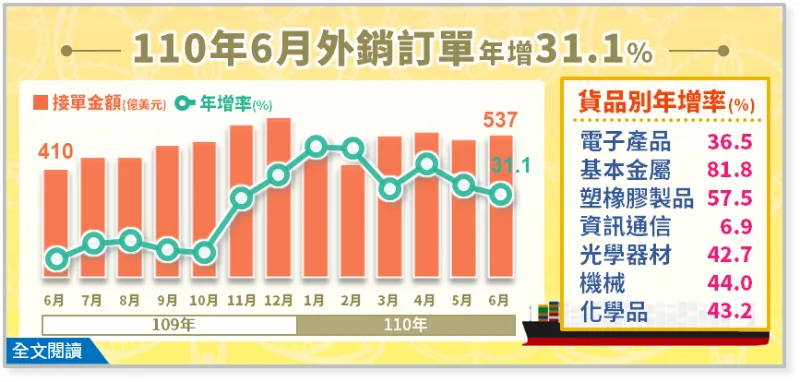 110年6月外銷訂單年增31.1%
接單金額(億美元) 年增率(%)
410
537
31.1
6月 7月 8月 9月 10月 11月 12月 1月 2月 3月 4月 5月 6月
109年 110年
貨品別年增率(%)
電子產品 36.5
基本金屬 81.8
塑橡膠製品 57.5
資訊通信 6.9
光學器材 42.7
機械 44.0
化學品 43.2
全文閱讀